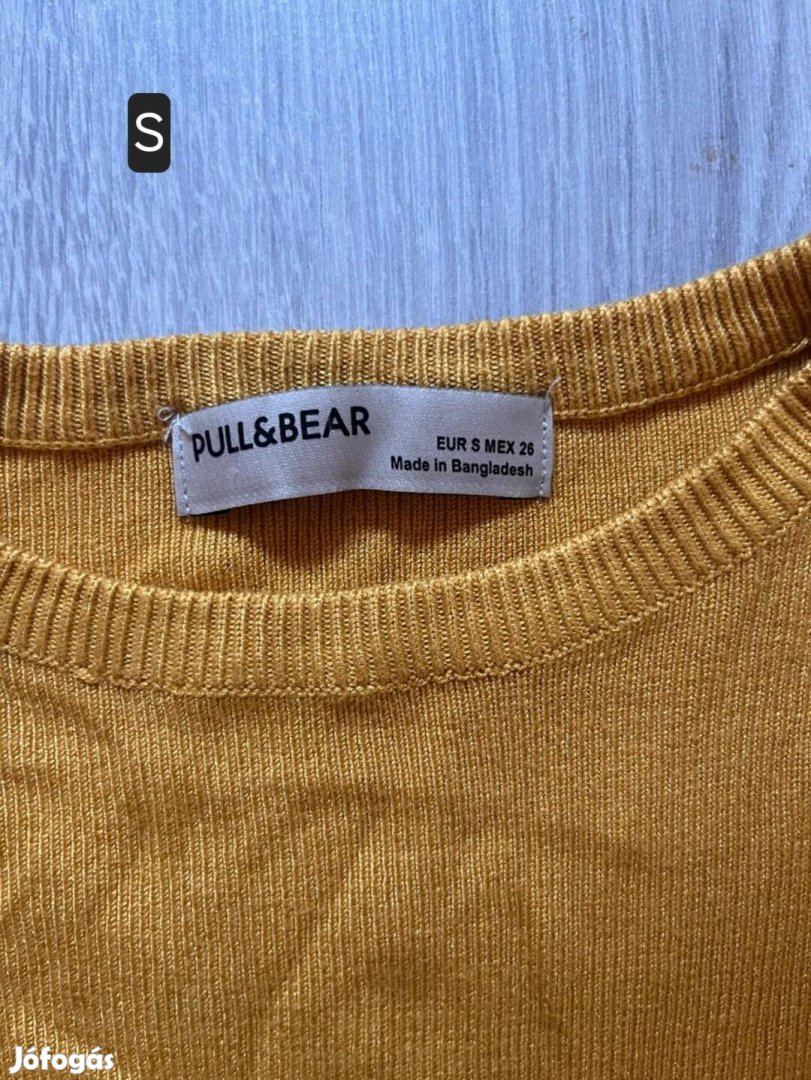 S
PULL&BEAR
EUR S MEX 26
Made in Bangladesh
Jófogás